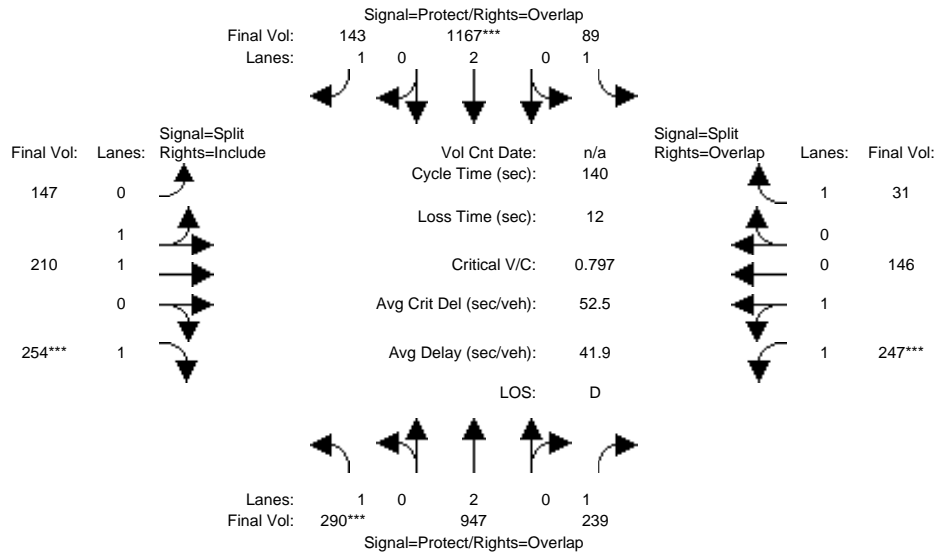 Signal=Protect/Rights=Overlap
Final Vol: 143 1167*** 89
Lanes: 1 0 2 0 1
Signal=Split Signal=Split
Final Vol: Lanes: Rights=Include Vol Cnt Date: n/a Rights=Overlap Lanes: Final Vol:
Cycle Time (sec): 140
147 0 1 31
Loss Time (sec): 12
1 0
210 1 Critical V/C: 0.797 0 146
0 Avg Crit Del (sec/veh): 52.5 1
254*** 1 Avg Delay (sec/veh): 41.9 1 247***
LOS: D
Lanes: 1 0 2 0 1
Final Vol: 290*** 947 239
Signal=Protect/Rights=Overlap